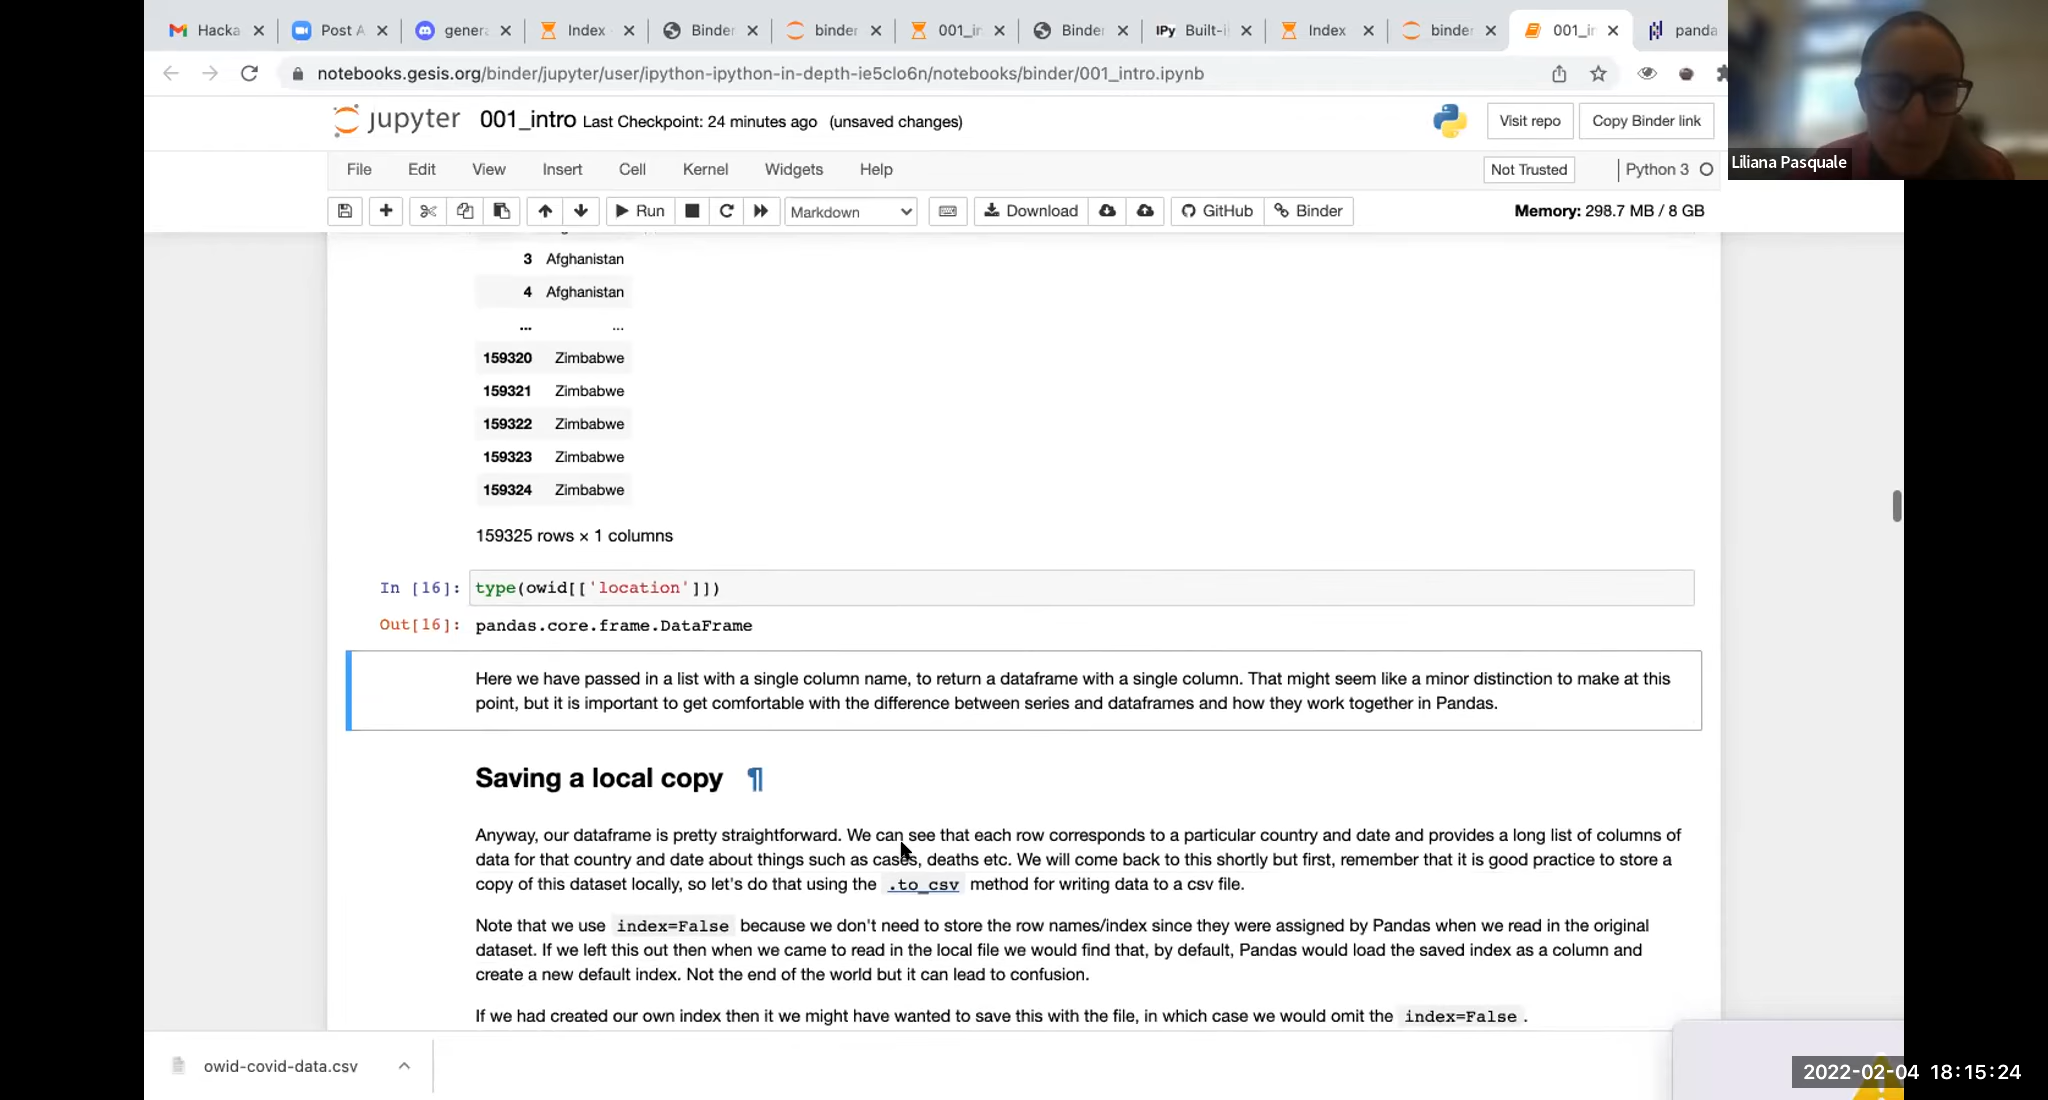 Hacka
Post A
genera
Index
Binder
binder
001_in
Binder
IPy Built-i
Index
binder
001_in
panda
notebooks.gesis.org/binder/jupyter/user/ipython-ipython-in-depth-ie5clo6n/notebooks/binder/001_intro.ipynb
Liliana Pasquale
jupyter 001_intro Last Checkpoint: 24 minutes ago (unsaved changes)
Visit repo
Copy Binder link
File Edit View Insert Cell Kernel Widgets Help
Not Trusted
Python 3
Run
Markdown
Download
GitHub
Binder
Memory: 298.7 MB / 8 GB
3 Afghanistan
4 Afghanistan
... ...
159320 Zimbabwe
159321 Zimbabwe
159322 Zimbabwe
159323 Zimbabwe
159324 Zimbabwe
159325 rows × 1 columns
In [16]: type(owid[['location']])
Out[16]: pandas.core.frame.DataFrame
Here we have passed in a list with a single column name, to return a dataframe with a single column. That might seem like a minor distinction to make at this
point, but it is important to get comfortable with the difference between series and dataframes and how they work together in Pandas.
Saving a local copy ¶
Anyway, our dataframe is pretty straightforward. We can see that each row corresponds to a particular country and date and provides a long list of columns of
data for that country and date about things such as cases, deaths etc. We will come back to this shortly but first, remember that it is good practice to store a
copy of this dataset locally, so let's do that using the .to_csv method for writing data to a csv file.
Note that we use index=False because we don't need to store the row names/index since they were assigned by Pandas when we read in the original
dataset. If we left this out then when we came to read in the local file we would find that, by default, Pandas would load the saved index as a column and
create a new default index. Not the end of the world but it can lead to confusion.
If we had created our own index then it we might have wanted to save this with the file, in which case we would omit the index=False .
owid-covid-data.csv
2022-02-04 18:15:24